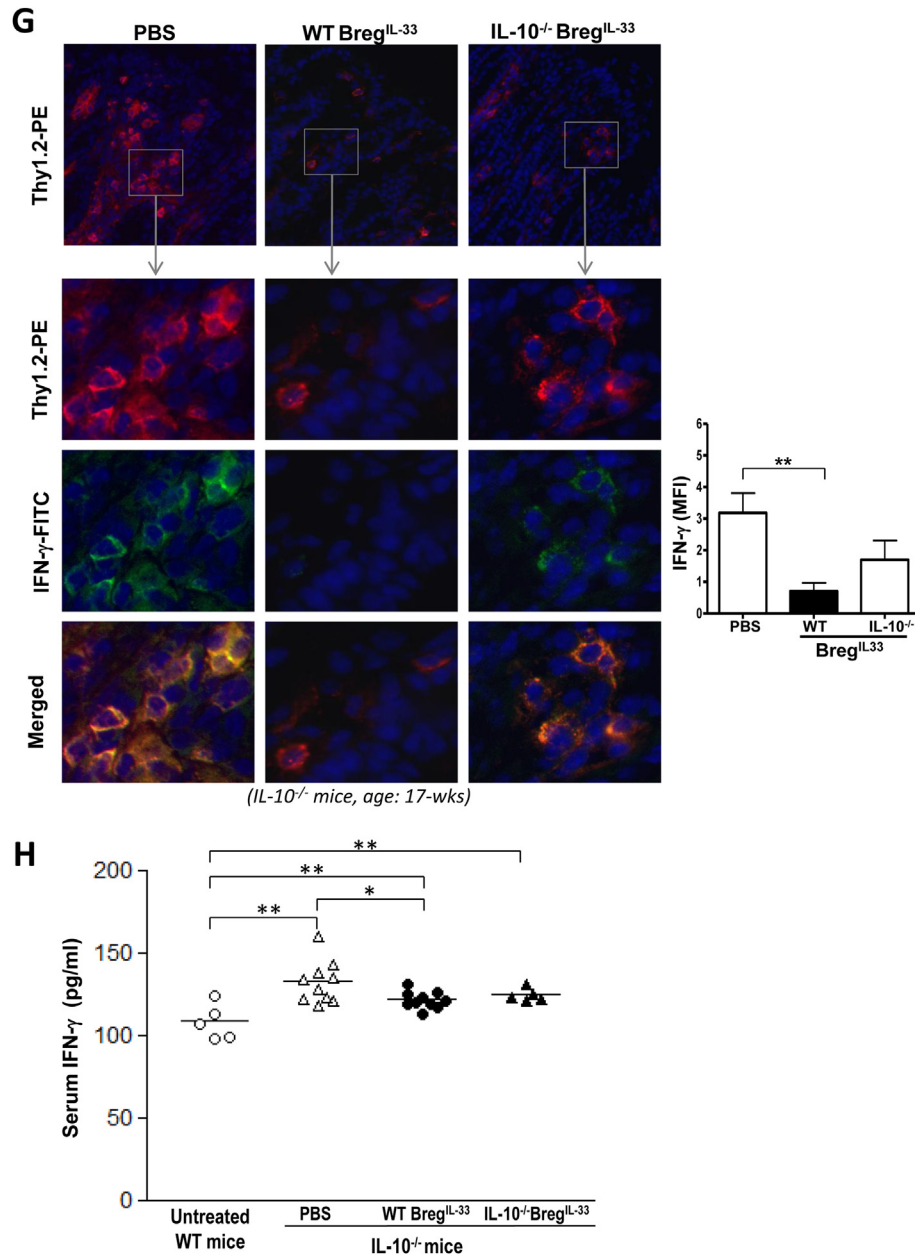 G
PBS
WT Breg^IL-33
IL-10^-/- Breg^IL-33
Thy1.2-PE
Thy1.2-PE
IFN-γ-FITC
Merged
(IL-10^-/- mice, age: 17-wks)
IFN-γ (MFI)
6
5
4
3
2
1
0
**
PBS
WT
IL-10^-/-
Breg^IL33
H
Serum IFN-γ (pg/ml)
200
150
100
50
0
**
**
**
*
Untreated
WT mice
PBS
WT Breg^IL-33
IL-10^-/-Breg^IL-33
IL-10^-/- mice